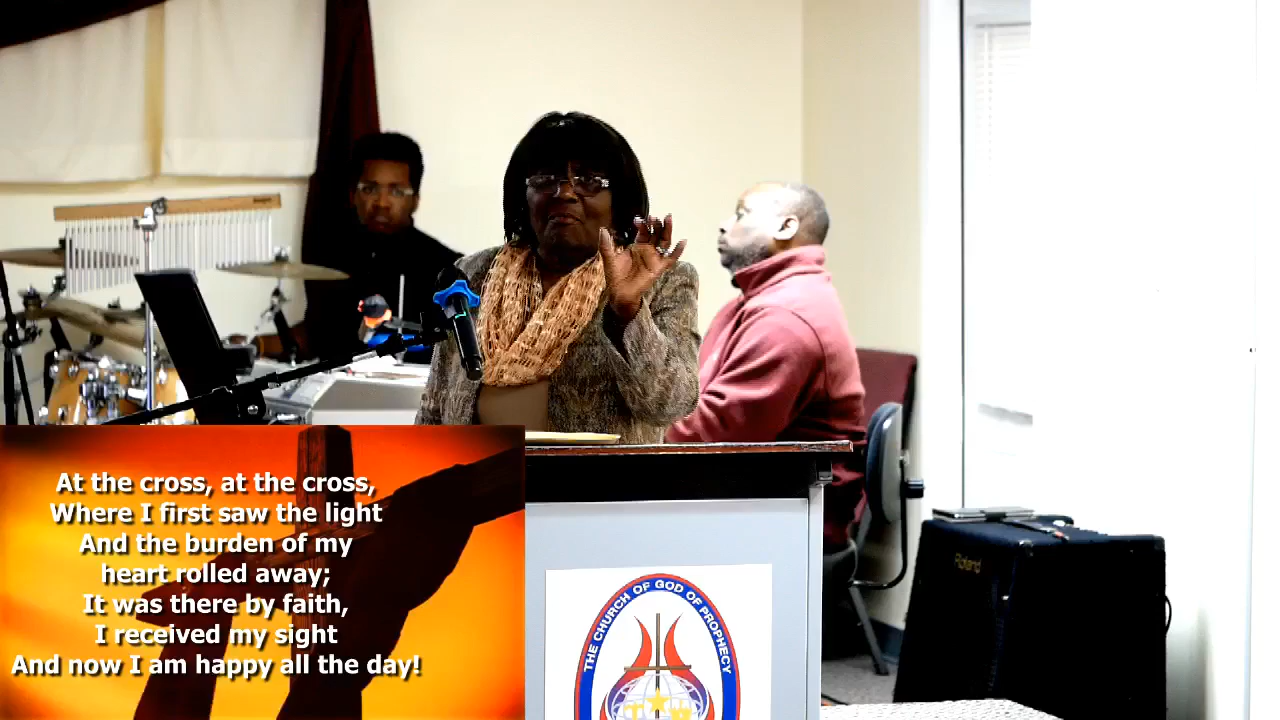 Roland
At the cross, at the cross,
Where I first saw the light
And the burden of my
heart rolled away;
It was there by faith,
I received my sight
And now I am happy all the day!
THE CHURCH OF GOD OF PROPHECY